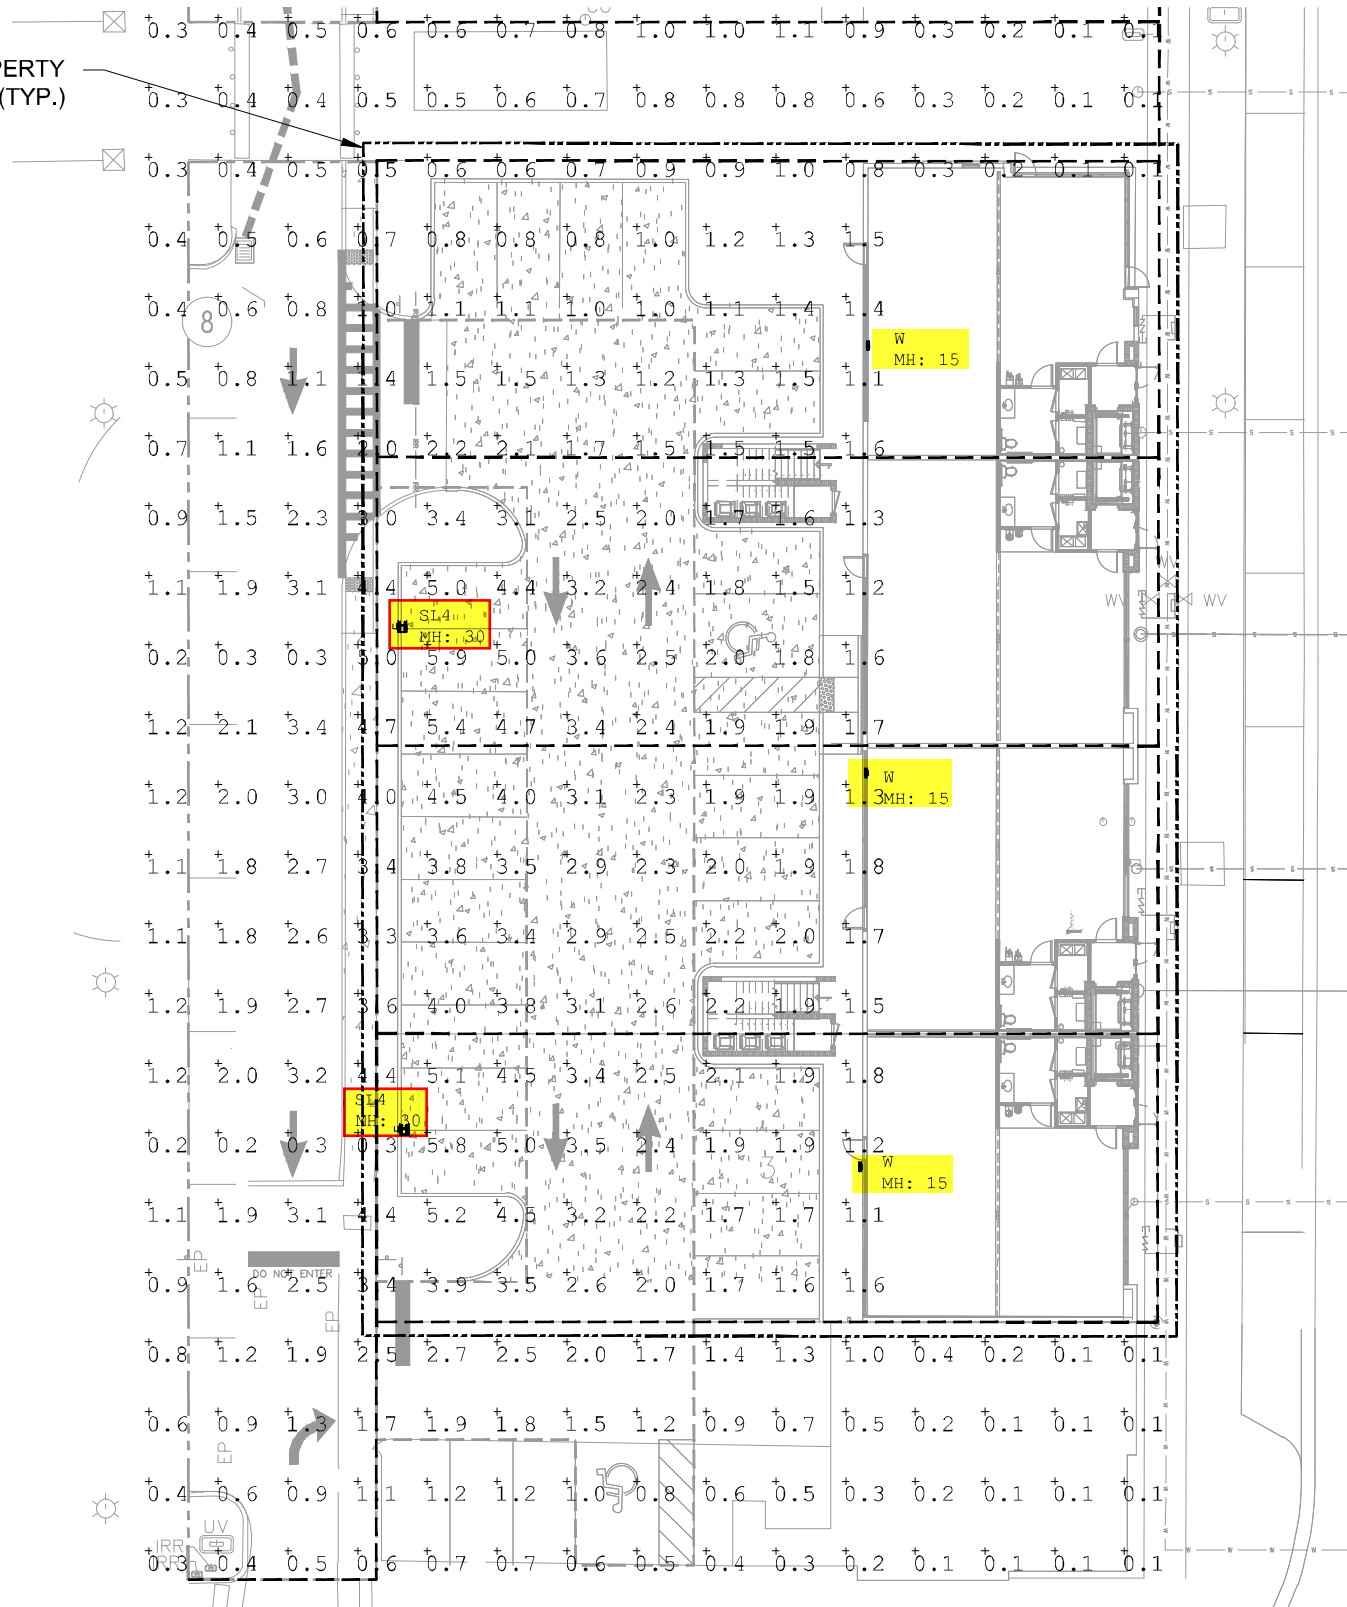 0.3 0.4 0.5 0.6 0.6 0.7 0.8 1.0 1.0 1.1 0.9 0.3 0.2 0.1 0.1
PERTY
(TYP.)
0.3 0.4 0.4 0.5 0.5 0.6 0.7 0.8 0.8 0.8 0.6 0.3 0.2 0.1 0.1
0.3 0.4 0.5 0.5 0.6 0.6 0.7 0.9 0.9 1.0 0.8 0.3 0.2 0.1 0.1
0.4 0.5 0.6 0.7 0.8 0.8 0.8 1.0 1.2 1.3 1.5
0.4 0.6 0.8 1.0 1.1 1.1 1.0 1.0 1.1 1.4 1.4
8
W
MH: 15
0.5 0.8 1.1 1.4 1.5 1.5 1.3 1.2 1.3 1.5 1.1
0.7 1.1 1.6 2.0 2.2 2.1 1.7 1.5 1.5 1.5 1.6
0.9 1.5 2.3 3.0 3.4 3.1 2.5 2.0 1.7 1.6 1.3
WV
1.1 1.9 3.1 4.4 5.0 4.4 3.2 2.4 1.8 1.5 1.2
WV WV
SL4
MH: 30
0.2 0.3 0.3 3.0 5.9 5.0 3.6 2.5 2.0 1.8 1.6
1.2 2.1 3.4 4.7 5.4 4.7 3.4 2.4 1.9 1.9 1.7
W
MH: 15
1.2 2.0 3.0 4.0 4.5 4.0 3.1 2.3 1.9 1.9 1.3
1.1 1.8 2.7 3.4 3.8 3.5 2.9 2.3 2.0 1.9 1.8
1.1 1.8 2.6 3.3 3.6 3.4 2.9 2.5 2.2 2.0 1.7
1.2 1.9 2.7 3.6 4.0 3.8 3.1 2.6 2.2 1.9 1.5
1.2 2.0 3.2 4.4 5.1 4.5 3.4 2.5 2.1 1.9 1.8
SL4
MH: 30
0.2 0.2 0.3 0.3 5.8 5.0 3.5 2.4 1.9 1.9 1.2
3
W
MH: 15
1.1 1.9 3.1 4.4 5.2 4.5 3.2 2.2 1.7 1.7 1.1
EP
DO NOT ENTER
0.9 1.6 2.5 3.4 3.9 3.5 2.6 2.0 1.7 1.6 1.6
EP
EP
0.8 1.2 1.9 2.5 2.7 2.5 2.0 1.7 1.4 1.3 1.0 0.4 0.2 0.1 0.1
0.6 0.9 1.3 1.7 1.9 1.8 1.5 1.2 0.9 0.7 0.5 0.2 0.1 0.1 0.1
EP
0.4 0.6 0.9 1.1 1.2 1.2 1.0 0.8 0.6 0.5 0.3 0.2 0.1 0.1 0.1
UV
IRR
0.3 0.4 0.5 0.6 0.7 0.7 0.6 0.5 0.4 0.3 0.2 0.1 0.1 0.1 0.1